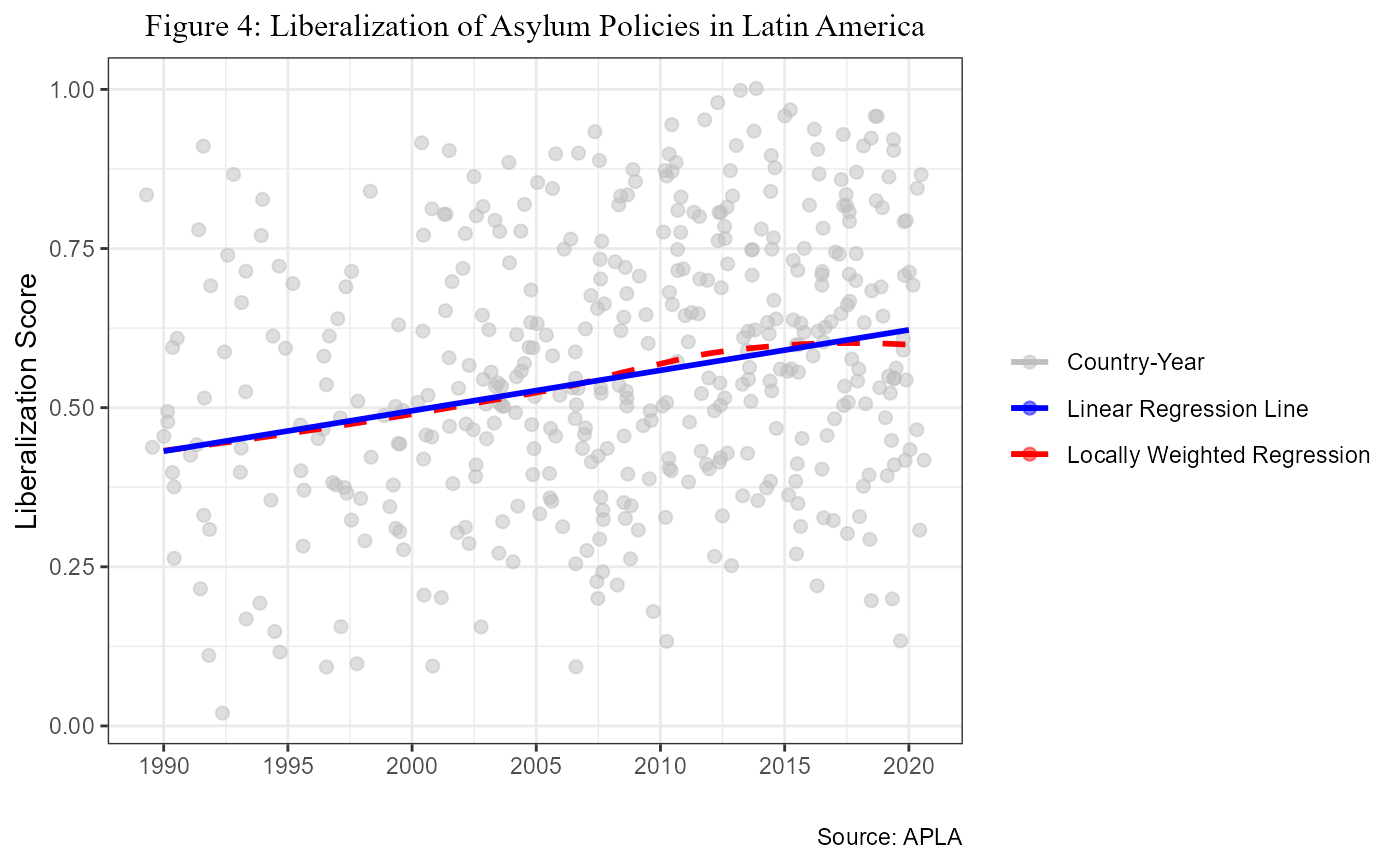 Figure 4: Liberalization of Asylum Policies in Latin America
Liberalization Score
1.00
0.75
0.50
0.25
0.00
1990 1995 2000 2005 2010 2015 2020
Country-Year
Linear Regression Line
Locally Weighted Regression
Source: APLA